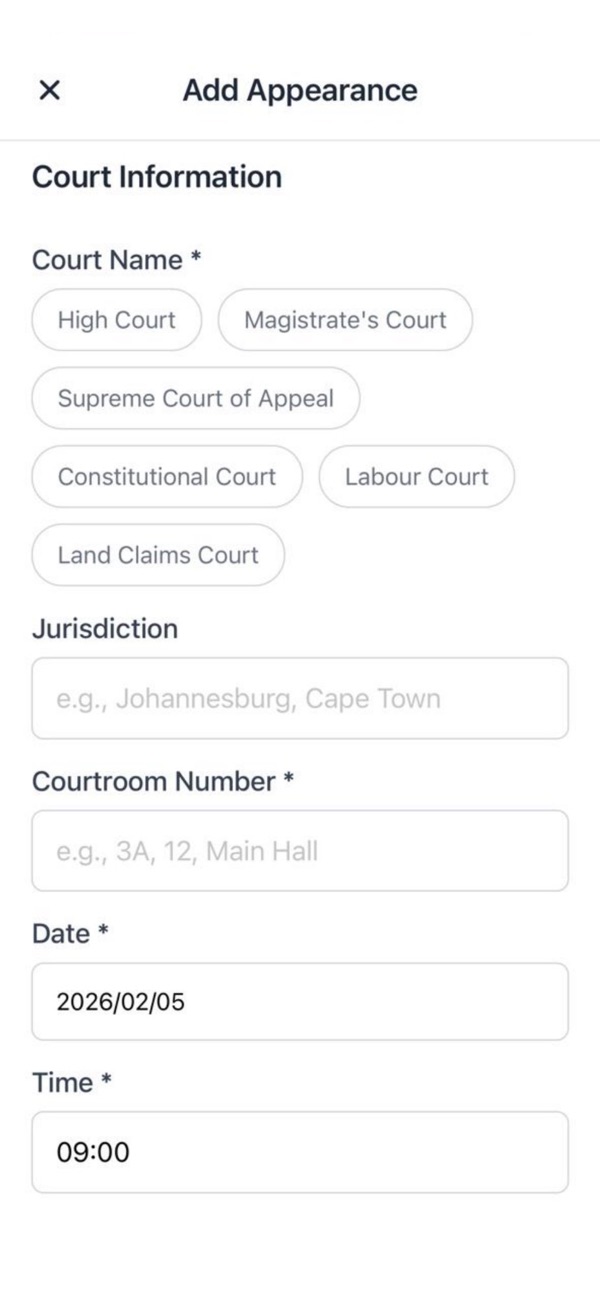 Add Appearance
Court Information
Court Name *
High Court Magistrate's Court
Supreme Court of Appeal
Constitutional Court Labour Court
Land Claims Court
Jurisdiction
e.g., Johannesburg, Cape Town
Courtroom Number *
e.g., 3A, 12, Main Hall
Date *
2026/02/05
Time *
09:00